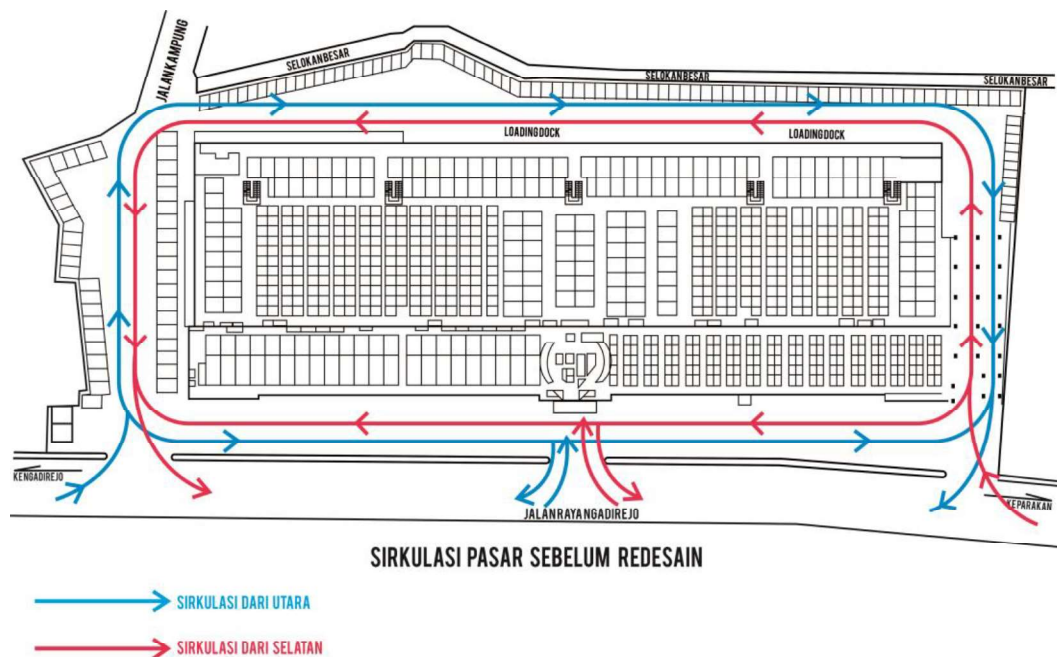 JALANKAMPUNG
SELOKANBESAR
SELOKANBESAR
SELOKANBESAR
LOADINGDOCK
LOADINGDOCK
KENGADIREJO
KEPARAKAN
JALANRAYANGADIREJO
SIRKULASI PASAR SEBELUM REDESAIN
SIRKULASI DARI UTARA
SIRKULASI DARI SELATAN